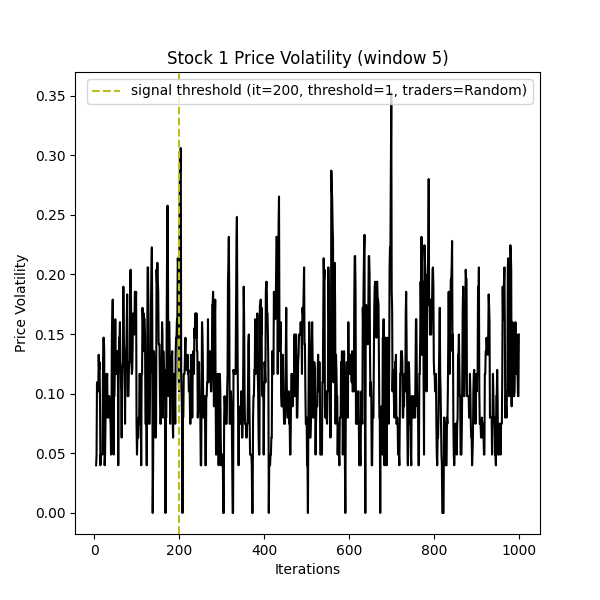 Stock 1 Price Volatility (window 5)
signal threshold (it=200, threshold=1, traders=Random)
Price Volatility
0.35
0.30
0.25
0.20
0.15
0.10
0.05
0.00
0 200 400 600 800 1000
Iterations